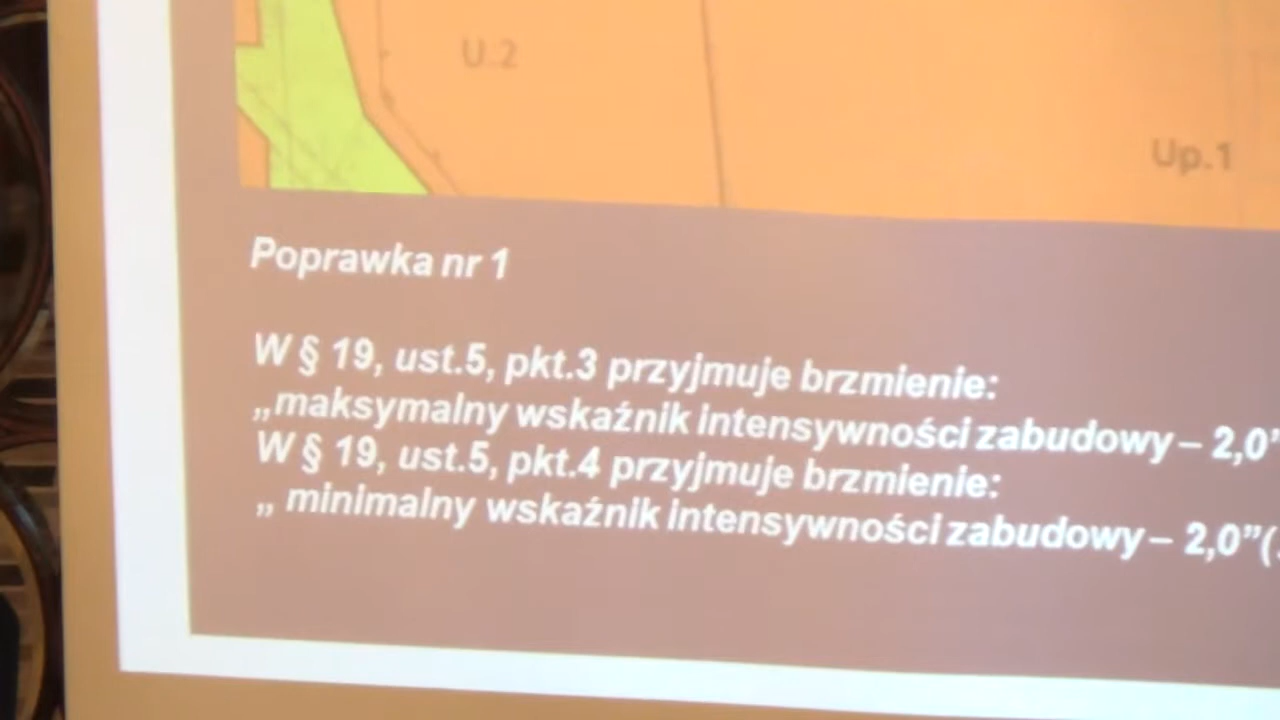 U.2
Up.1
Poprawka nr 1
W § 19, ust.5, pkt.3 przyjmuje brzmienie:
„maksymalny wskaźnik intensywności zabudowy – 2,0”
W § 19, ust.5, pkt.4 przyjmuje brzmienie:
„ minimalny wskaźnik intensywności zabudowy – 2,0”(